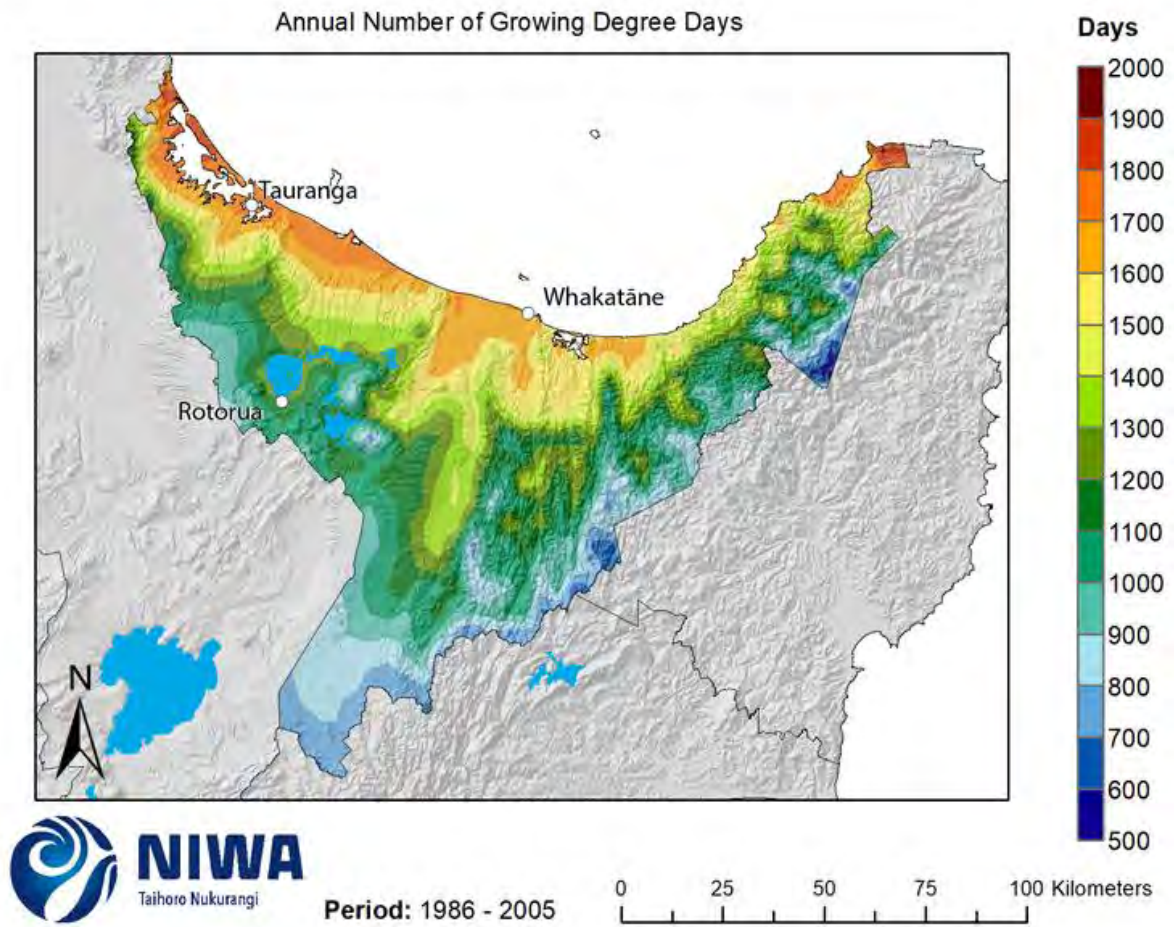 Annual Number of Growing Degree Days
Days
2000
1900
1800
1700
1600
1500
1400
1300
1200
1100
1000
900
800
700
600
500
Tauranga
Whakatāne
Rotorua
N
NIWA
Taihoro Nukurangi
Period: 1986 - 2005
0 25 50 75 100 Kilometers